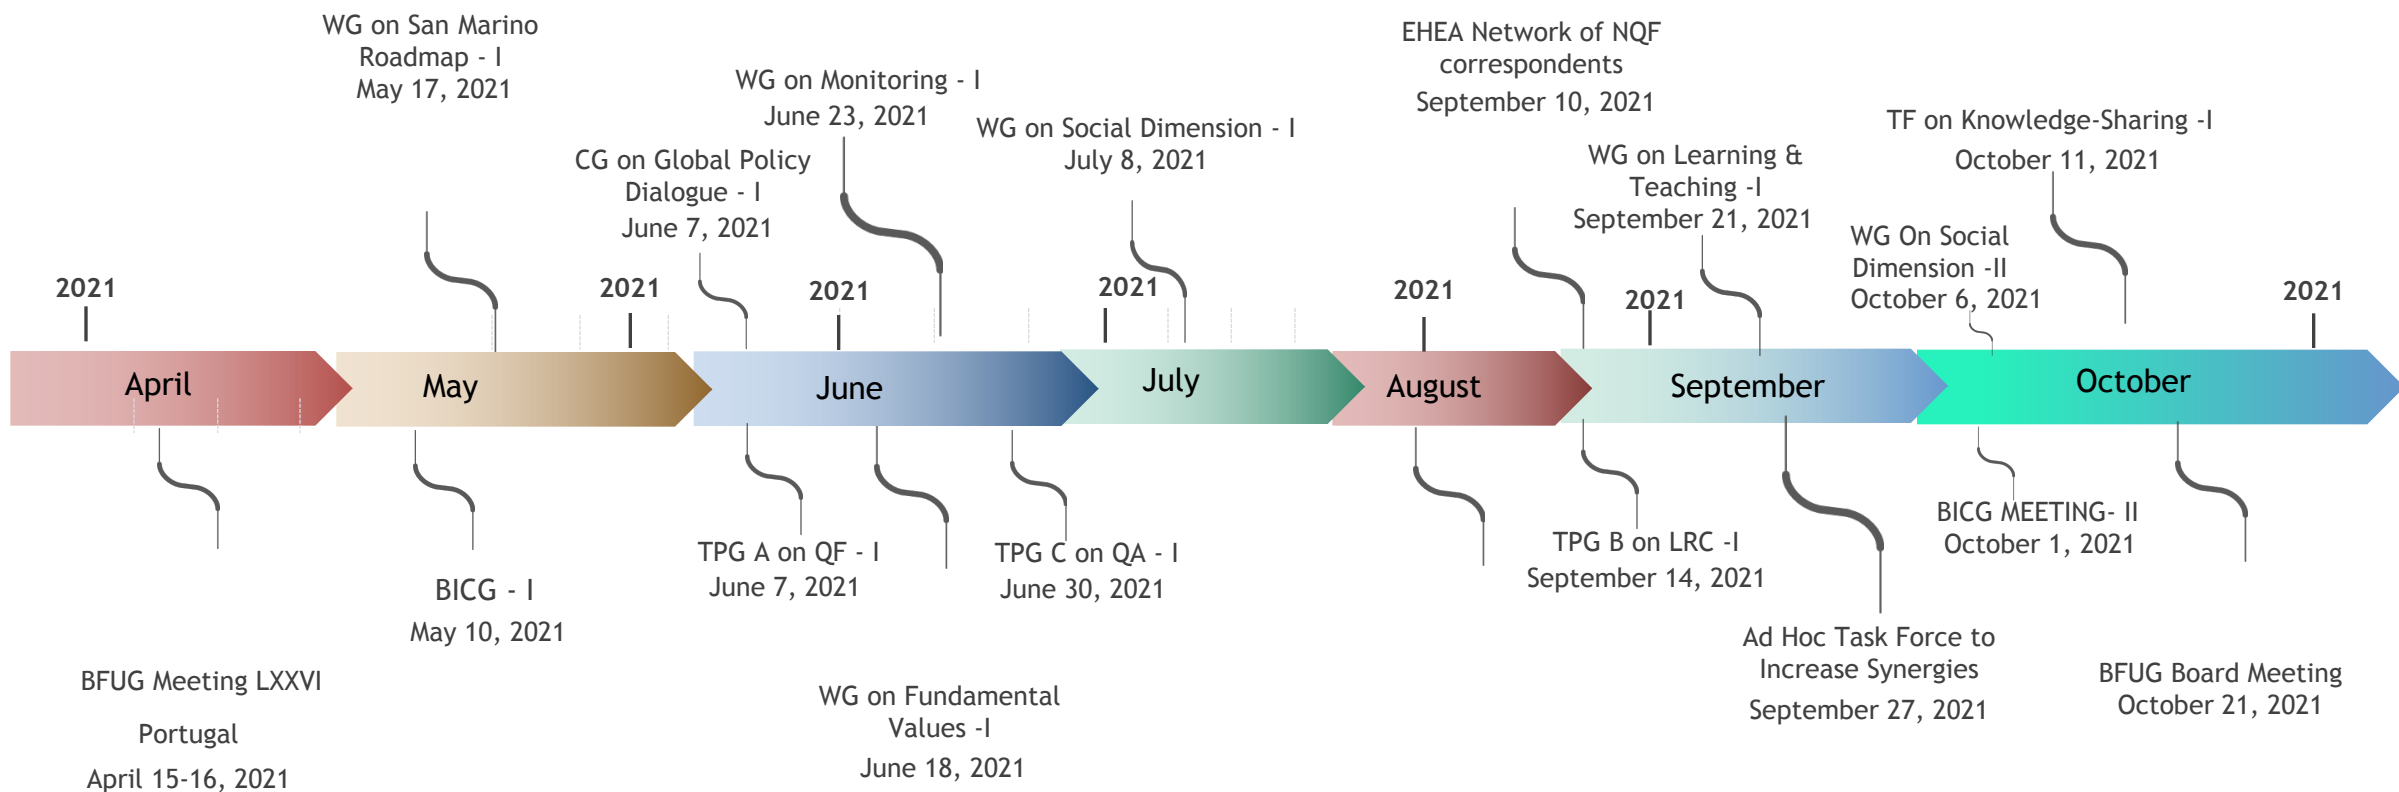 WG on San Marino
Roadmap - I
May 17, 2021
EHEA Network of NQF
correspondents
September 10, 2021
WG on Monitoring - I
June 23, 2021
WG on Social Dimension - I
July 8, 2021
TF on Knowledge-Sharing -I
October 11, 2021
CG on Global Policy
Dialogue - I
June 7, 2021
WG on Learning &
Teaching -I
September 21, 2021
WG On Social
Dimension -II
October 6, 2021
2021
2021
2021
2021
2021
2021
2021
April
May
June
July
August
September
October
BICG - I
May 10, 2021
TPG A on QF - I
June 7, 2021
TPG C on QA - I
June 30, 2021
TPG B on LRC -I
September 14, 2021
BICG MEETING- II
October 1, 2021
BFUG Meeting LXXVI
Portugal
April 15-16, 2021
WG on Fundamental
Values -I
June 18, 2021
Ad Hoc Task Force to
Increase Synergies
September 27, 2021
BFUG Board Meeting
October 21, 2021